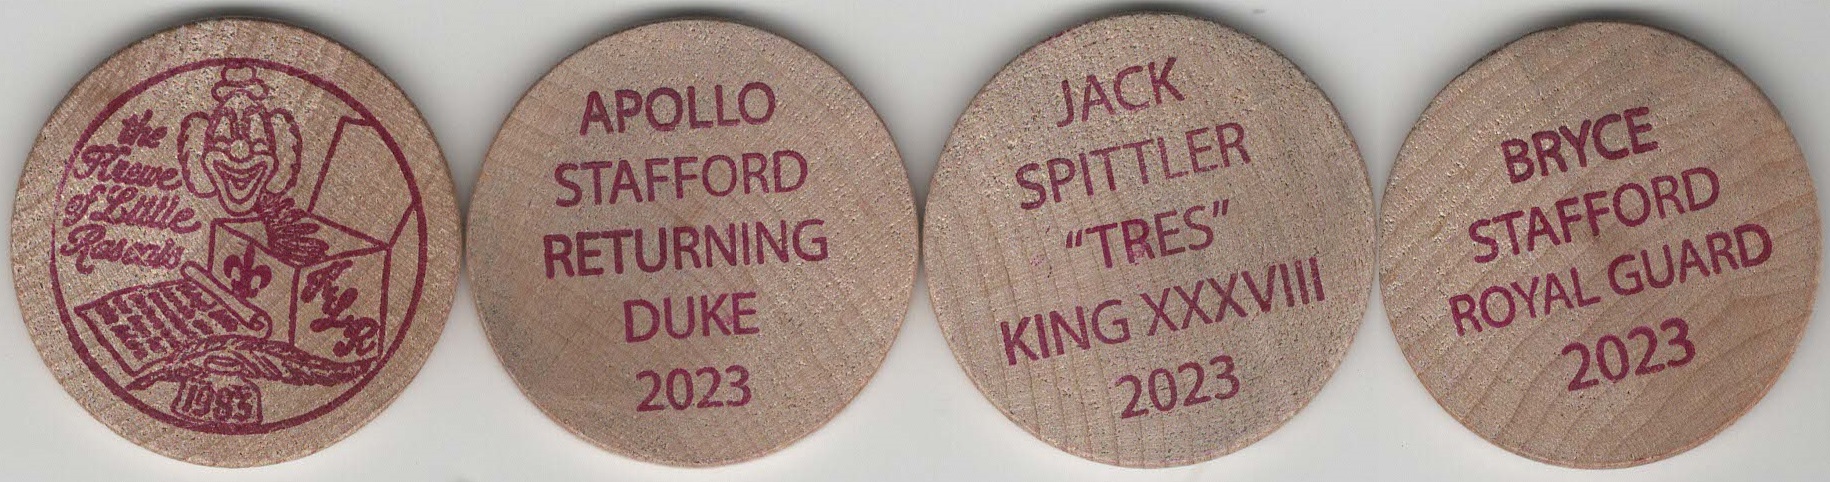 the
Krewe
of Little
Rascals
KLR
1983
APOLLO
STAFFORD
RETURNING
DUKE
2023
JACK
SPITTLER
“TRES”
KING XXXVIII
2023
BRYCE
STAFFORD
ROYAL GUARD
2023